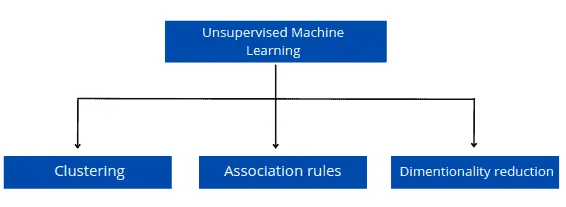 Unsupervised Machine
Learning
Clustering
Association rules
Dimentionality reduction